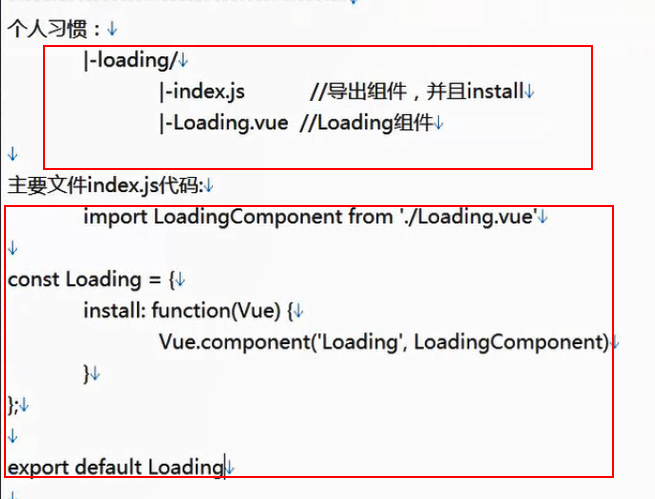 个人习惯：↓
|-loading/↓
|-index.js //导出组件，并且install↓
|-Loading.vue //Loading组件↓
↓
主要文件index.js代码:↓
import LoadingComponent from './Loading.vue'↓
↓
const Loading = {↓
install: function(Vue) {↓
Vue.component('Loading', LoadingComponent)↓
}↓
};↓
↓
export default Loading↓